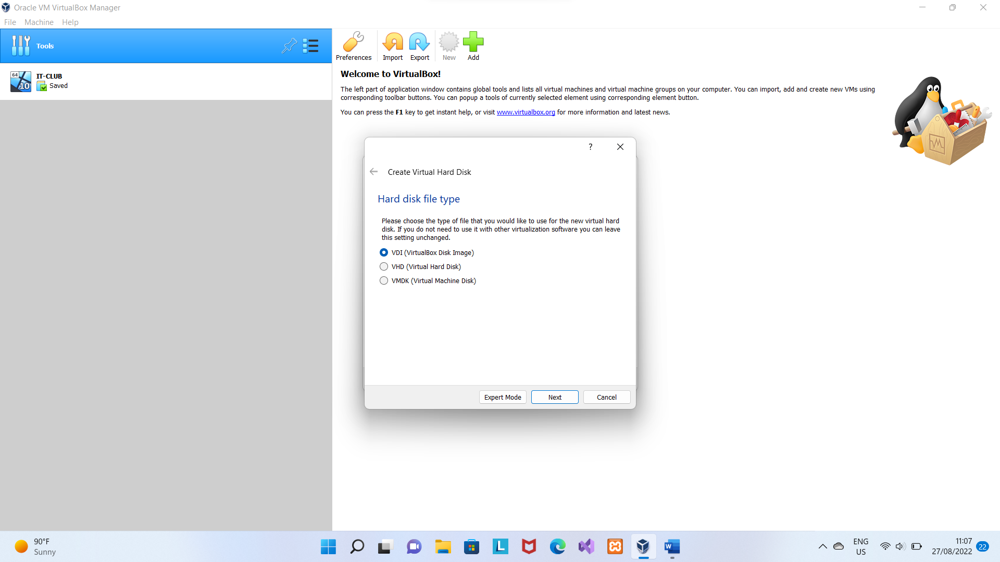 Oracle VM VirtualBox Manager
File Machine Help
Tools
IT-CLUB
Saved
64
10
Preferences Import Export New Add
Welcome to VirtualBox!
The left part of application window contains global tools and lists all virtual machines and virtual machine groups on your computer. You can import, add and create new VMs using
corresponding toolbar buttons. You can popup a tools of currently selected element using corresponding element button.
You can press the F1 key to get instant help, or visit www.virtualbox.org for more information and latest news.
?
Create Virtual Hard Disk
Hard disk file type
Please choose the type of file that you would like to use for the new virtual hard
disk. If you do not need to use it with other virtualization software you can leave
this setting unchanged.
VDI (VirtualBox Disk Image)
VHD (Virtual Hard Disk)
VMDK (Virtual Machine Disk)
Expert Mode Next Cancel
90°F
Sunny
L
W
ENG
US
11:07
27/08/2022
22